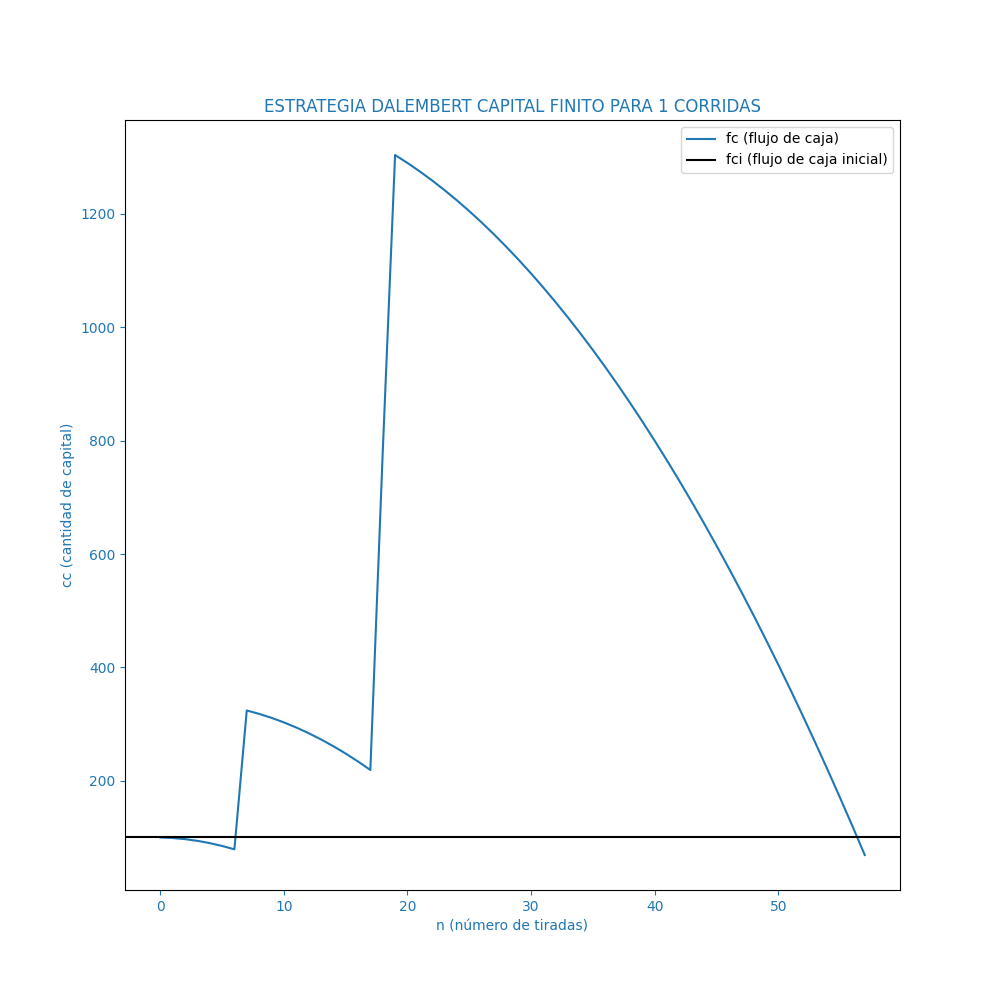 ESTRATEGIA DALEMBERT CAPITAL FINITO PARA 1 CORRIDAS
fc (flujo de caja)
fci (flujo de caja inicial)
1200
1000
800
600
400
200
cc (cantidad de capital)
0 10 20 30 40 50
n (número de tiradas)